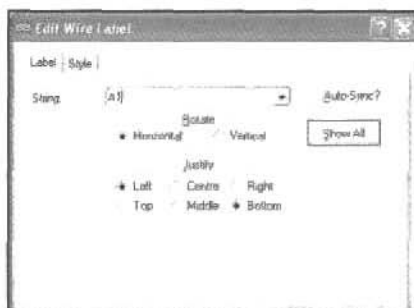 Edit Wire Label
Label Style
String: A1 Auto-Sync?
Rotate
Horizontal Vertical Show All
Justify
Left Centre Right
Top Middle Bottom